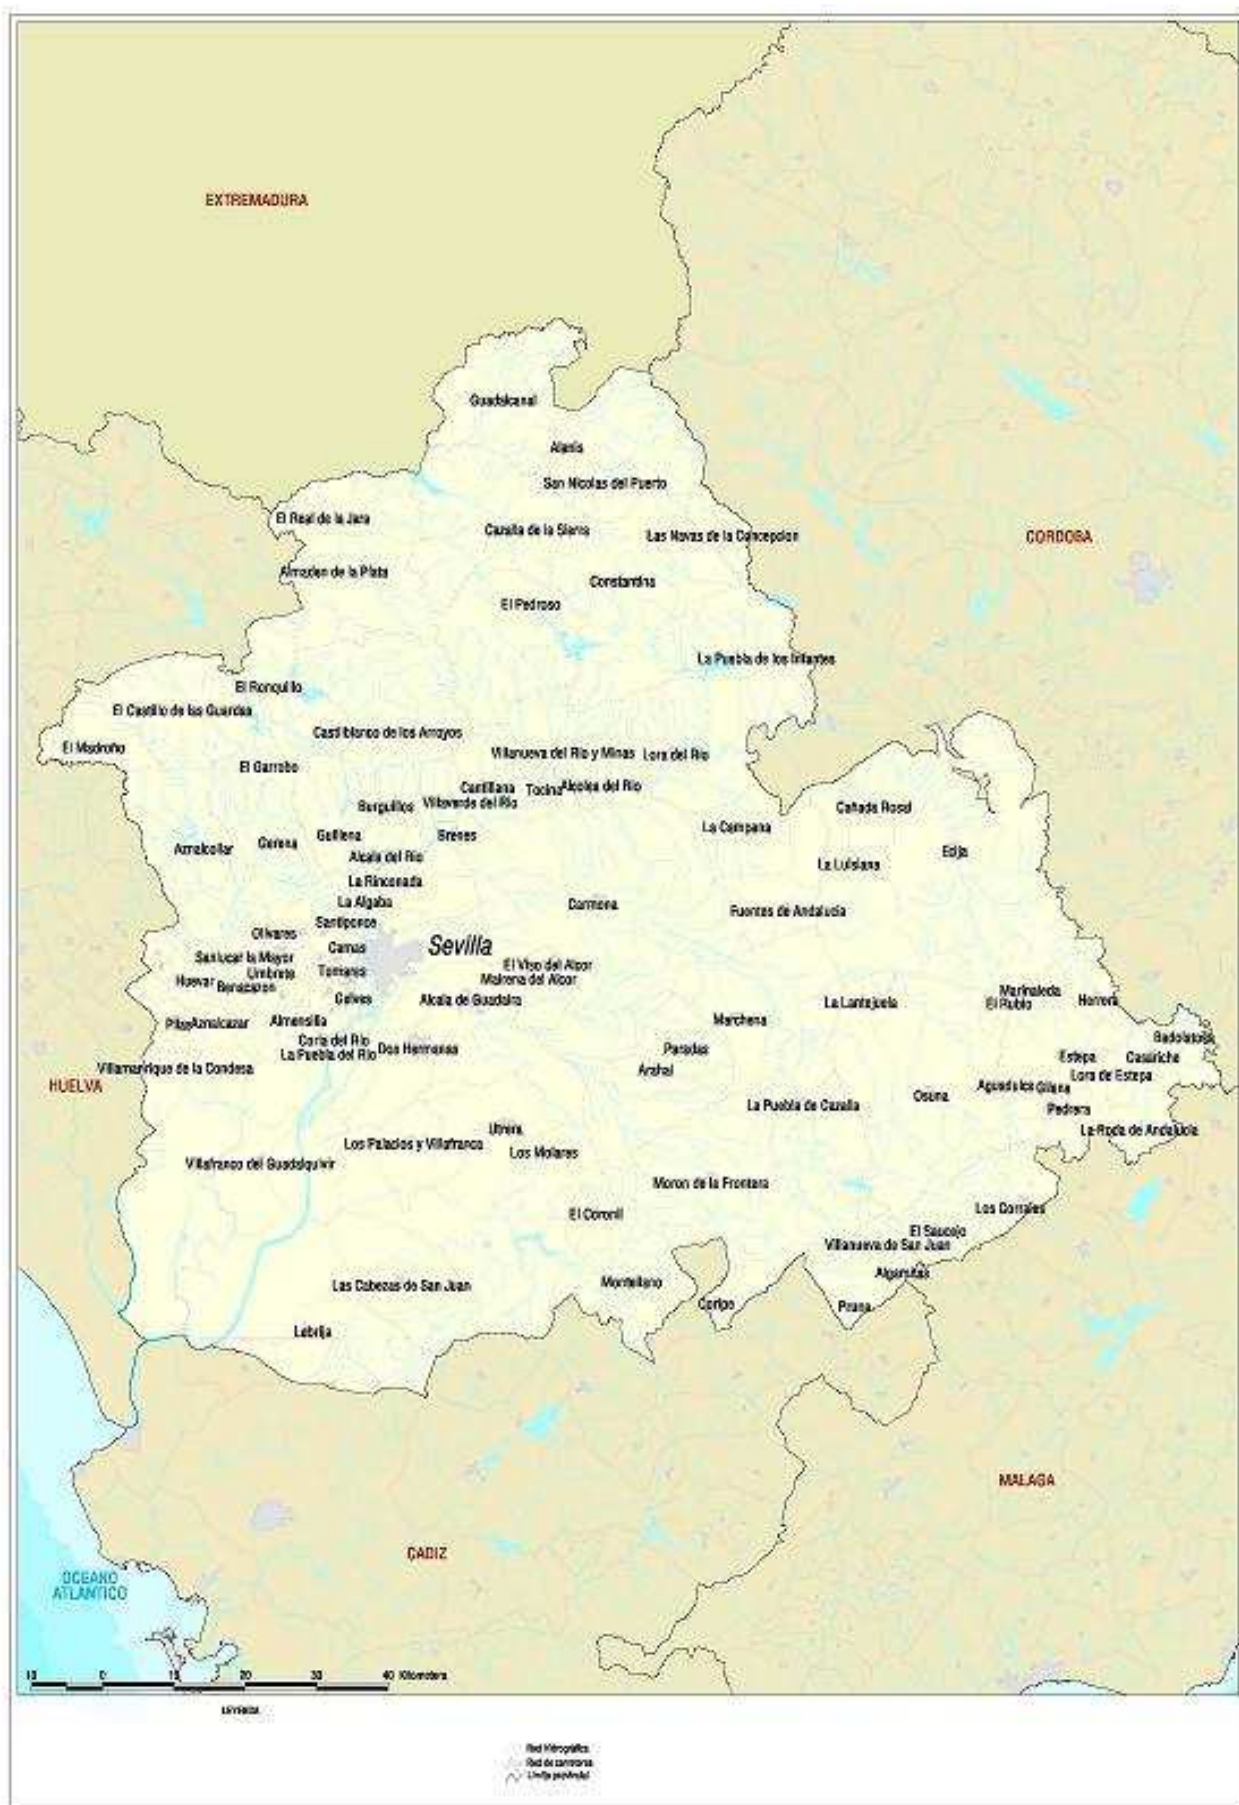 EXTREMADURA
Guadalcanal
Alanis
San Nicolas del Puerto
El Real de la Jara
Cazalla de la Sierra
Las Navas de la Concepcion
CORDOBA
Almaden de la Plata
Constantina
El Pedroso
La Puebla de los Infantes
El Ronquillo
El Castillo de las Guardas
Castilblanco de los Arroyos
El Madroño
Villanueva del Rio y Minas
Lora del Rio
El Garrobo
Cantillana
Tocina
Alcolea del Rio
Burguillos
Villaverde del Rio
Cañada Rosal
La Campana
Aznalcollar
Gerena
Guillena
Brenes
Alcala del Rio
La Luisiana
Ecija
La Rinconada
La Algaba
Carmona
Fuentes de Andalucia
Santiponce
Olivares
Camas
Sevilla
Sanlucar la Mayor
El Viso del Alcor
Umbrete
Tomares
Huevar
Benacazon
Mairena del Alcor
Gelves
Alcala de Guadaira
La Lantejuela
Marinaleda
El Rubio
Herrera
Pilas
Aznalcazar
Almensilla
Marchena
Coria del Rio
La Puebla del Rio
Dos Hermanas
Paradas
Badolatosa
Estepa
Casariche
Villamanrique de la Condesa
Arahal
Lora de Estepa
HUELVA
Aguadulce
Gilena
Osuna
La Puebla de Cazalla
Pedrera
La Roda de Andalucia
Utrera
Los Palacios y Villafranca
Los Molares
Villafranco del Guadalquivir
Moron de la Frontera
El Coronil
Los Corrales
El Saucejo
Villanueva de San Juan
Algamitas
Las Cabezas de San Juan
Montellano
Coripe
Pruna
Lebrija
MALAGA
CADIZ
OCEANO
ATLANTICO
10 0 10 20 30 40 Kilometers
LEYENDA
Red Hidrográfica
Red de carreteras
Límite provincial